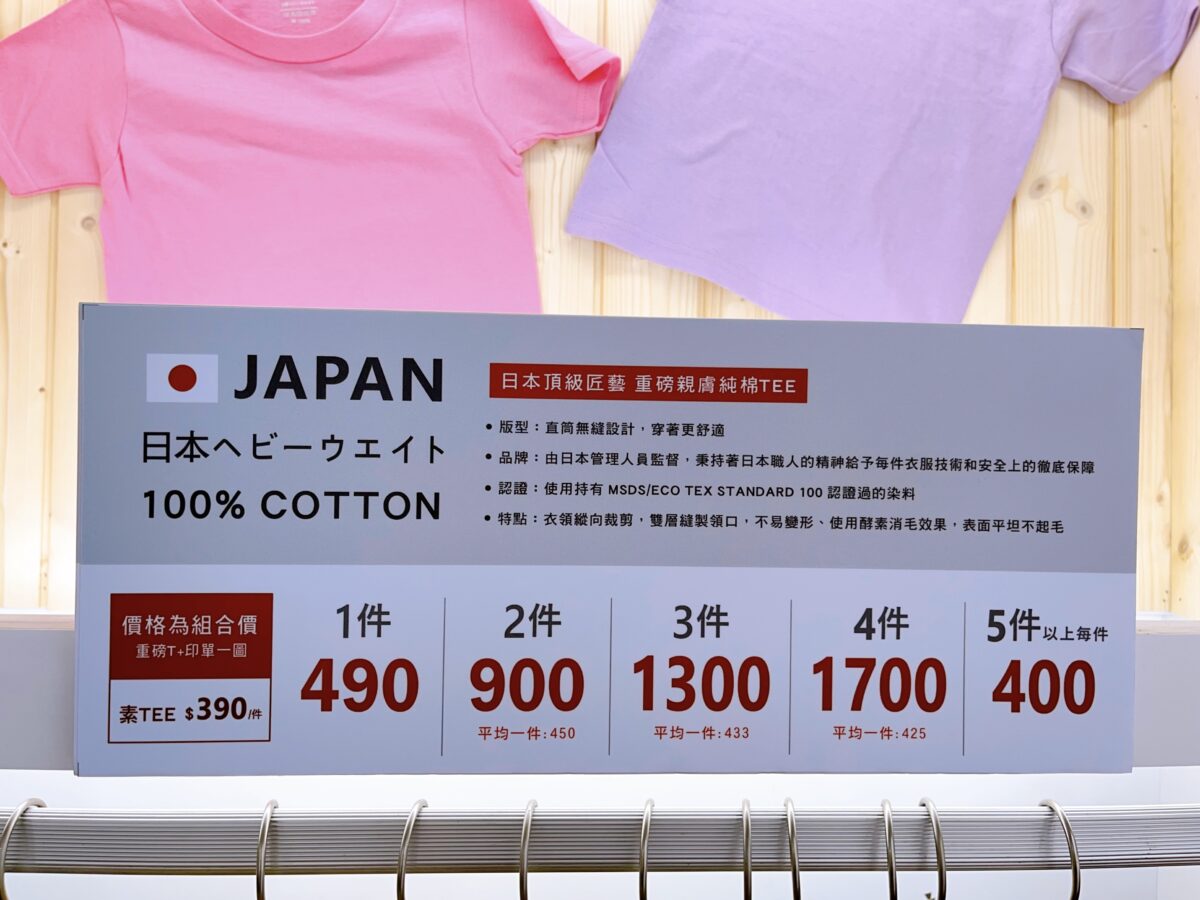 JAPAN
日本ヘビーウエイト
100% COTTON
日本頂級匠藝 重磅親膚純棉TEE
• 版型：直筒無縫設計，穿著更舒適
• 品牌：由日本管理人員監督，秉持著日本職人的精神給予每件衣服技術和安全上的徹底保障
• 認證：使用持有 MSDS/ECO TEX STANDARD 100 認證過的染料
• 特點：衣領縱向裁剪，雙層縫製領口，不易變形、使用酵素消毛效果，表面平坦不起毛
價格為組合價
重磅T+印單一圖
素TEE $390/件
1件
490
2件
900
平均一件:450
3件
1300
平均一件:433
4件
1700
平均一件:425
5件以上每件
400